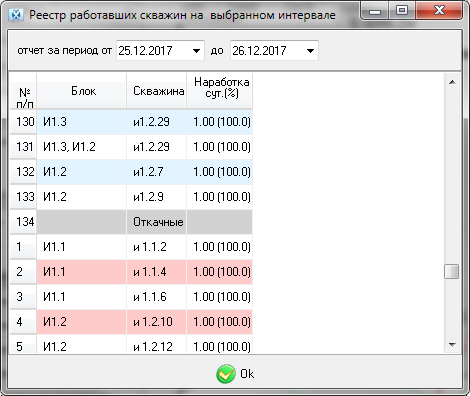 Реестр работавших скважин на выбранном интервале
отчет за период от 25.12.2017 до 26.12.2017
№ п/п Блок Скважина Наработка сут.(%)
130 И1.3 и1.2.29 1.00 (100.0)
131 И1.3, И1.2 и1.2.29 1.00 (100.0)
132 И1.2 и1.2.7 1.00 (100.0)
133 И1.2 и1.2.9 1.00 (100.0)
134 Откачные
1 И1.1 и 1.1.2 1.00 (100.0)
2 И1.1 и 1.1.4 1.00 (100.0)
3 И1.1 и 1.1.6 1.00 (100.0)
4 И1.2 и 1.2.10 1.00 (100.0)
5 И1.2 и 1.2.12 1.00 (100.0)
Ok